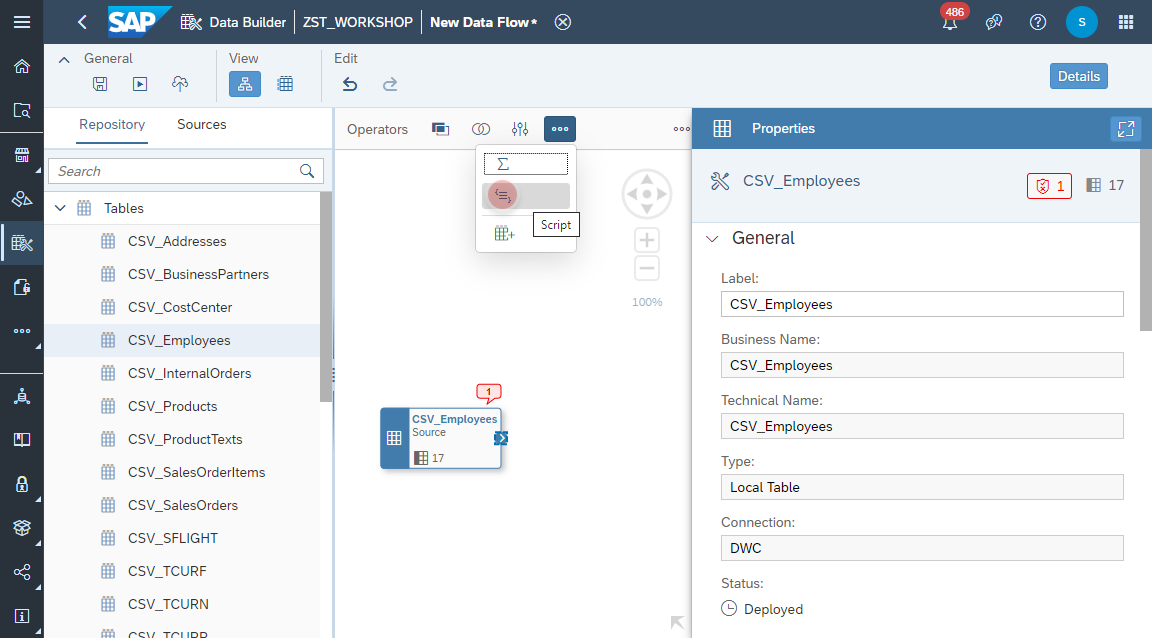 SAP Data Builder ZST_WORKSHOP New Data Flow* 486 S
General View Edit
Details
Repository Sources
Operators
Properties
Search
Tables
CSV_Addresses
CSV_BusinessPartners
CSV_CostCenter
CSV_Employees
CSV_InternalOrders
CSV_Products
CSV_ProductTexts
CSV_SalesOrderItems
CSV_SalesOrders
CSV_SFLIGHT
CSV_TCURF
CSV_TCURN
CSV_TCURR
Σ
Script
100%
1
CSV_Employees
Source
17
CSV_Employees 1 17
General
Label:
CSV_Employees
Business Name:
CSV_Employees
Technical Name:
CSV_Employees
Type:
Local Table
Connection:
DWC
Status:
Deployed